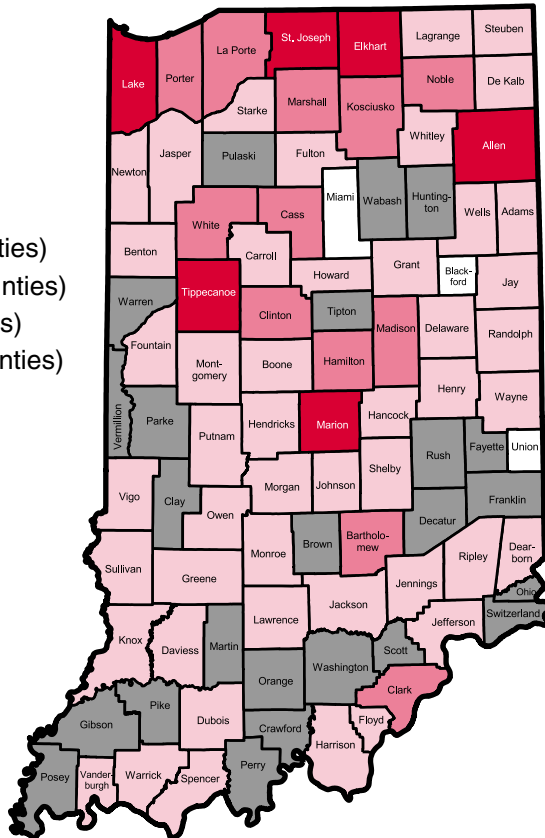 St. Joseph
Elkhart
Lagrange
Steuben
La Porte
Lake
Porter
Noble
De Kalb
Marshall
Kosciusko
Starke
Whitley
Allen
Jasper
Pulaski
Fulton
Newton
Miami
Wabash
Hunting-
ton
Wells
Adams
White
Cass
ties)
Benton
Carroll
Grant
Howard
Black-
ford
Jay
nties)
Tippecanoe
Warren
Clinton
Tipton
s)
Madison
Delaware
Randolph
Fountain
nties)
Mont-
gomery
Boone
Hamilton
Henry
Wayne
Vermillion
Parke
Putnam
Hendricks
Marion
Hancock
Rush
Fayette
Union
Shelby
Vigo
Clay
Morgan
Johnson
Franklin
Owen
Decatur
Brown
Bartholo-
mew
Monroe
Ripley
Dear-
born
Sullivan
Greene
Jennings
Ohio
Jackson
Switzerland
Lawrence
Jefferson
Knox
Daviess
Martin
Scott
Washington
Orange
Clark
Pike
Gibson
Dubois
Crawford
Floyd
Harrison
Posey
Vander-
burgh
Warrick
Spencer
Perry